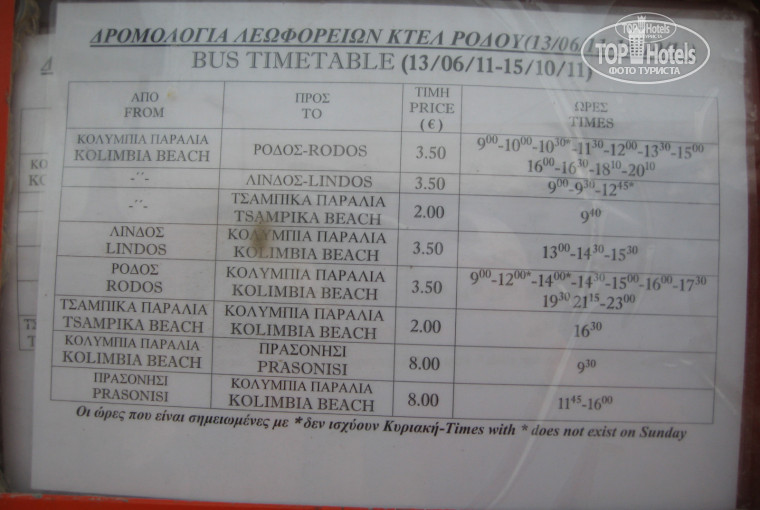 ΔΡΟΜΟΛΟΓΙΑ ΛΕΩΦΟΡΕΙΩΝ ΚΤΕΛ ΡΟΔΟΥ(13/06/
BUS TIMETABLE (13/06/11-15/10/11)
TOP Hotels
ФОТО ТУРИСТА
ΑΠΟ ΠΡΟΣ ΤΙΜΗ ΩΡΕΣ
FROM TO PRICE TIMES
(€)
ΚΟΛΥΜΠΙΑ ΠΑΡΑΛΙΑ
KOLIMBIA BEACH ΡΟΔΟΣ-RODOS 3.50 9⁰⁰-10⁰⁰-10³⁰*-11³⁰-12⁰⁰-13³⁰-15⁰⁰
16⁰⁰-16³⁰-18¹⁰-20¹⁰
-´´- ΛΙΝΔΟΣ-LINDOS 3.50 9⁰⁰-9³⁰-12⁴⁵*
-´´- ΤΣΑΜΠΙΚΑ ΠΑΡΑΛΙΑ
TSAMPIKA BEACH 2.00 9⁴⁰
ΛΙΝΔΟΣ ΚΟΛΥΜΠΙΑ ΠΑΡΑΛΙΑ
LINDOS KOLIMBIA BEACH 3.50 13⁰⁰-14³⁰-15³⁰
ΡΟΔΟΣ ΚΟΛΥΜΠΙΑ ΠΑΡΑΛΙΑ
RODOS KOLIMBIA BEACH 3.50 9⁰⁰-12⁰⁰*-14⁰⁰*-14³⁰-15⁰⁰-16⁰⁰-17³⁰
19³⁰ 21¹⁵-23⁰⁰
ΤΣΑΜΠΙΚΑ ΠΑΡΑΛΙΑ ΚΟΛΥΜΠΙΑ ΠΑΡΑΛΙΑ
TSAMPIKA BEACH KOLIMBIA BEACH 2.00 16³⁰
ΚΟΛΥΜΠΙΑ ΠΑΡΑΛΙΑ ΠΡΑΣΟΝΗΣΙ
KOLIMBIA BEACH PRASONISI 8.00 9³⁰
ΠΡΑΣΟΝΗΣΙ ΚΟΛΥΜΠΙΑ ΠΑΡΑΛΙΑ
PRASONISI KOLIMBIA BEACH 8.00 11⁴⁵-16⁰⁰
Οι ώρες που είναι σημειωμένες με *δεν ισχύουν Κυριακή-Times with * does not exist on Sunday